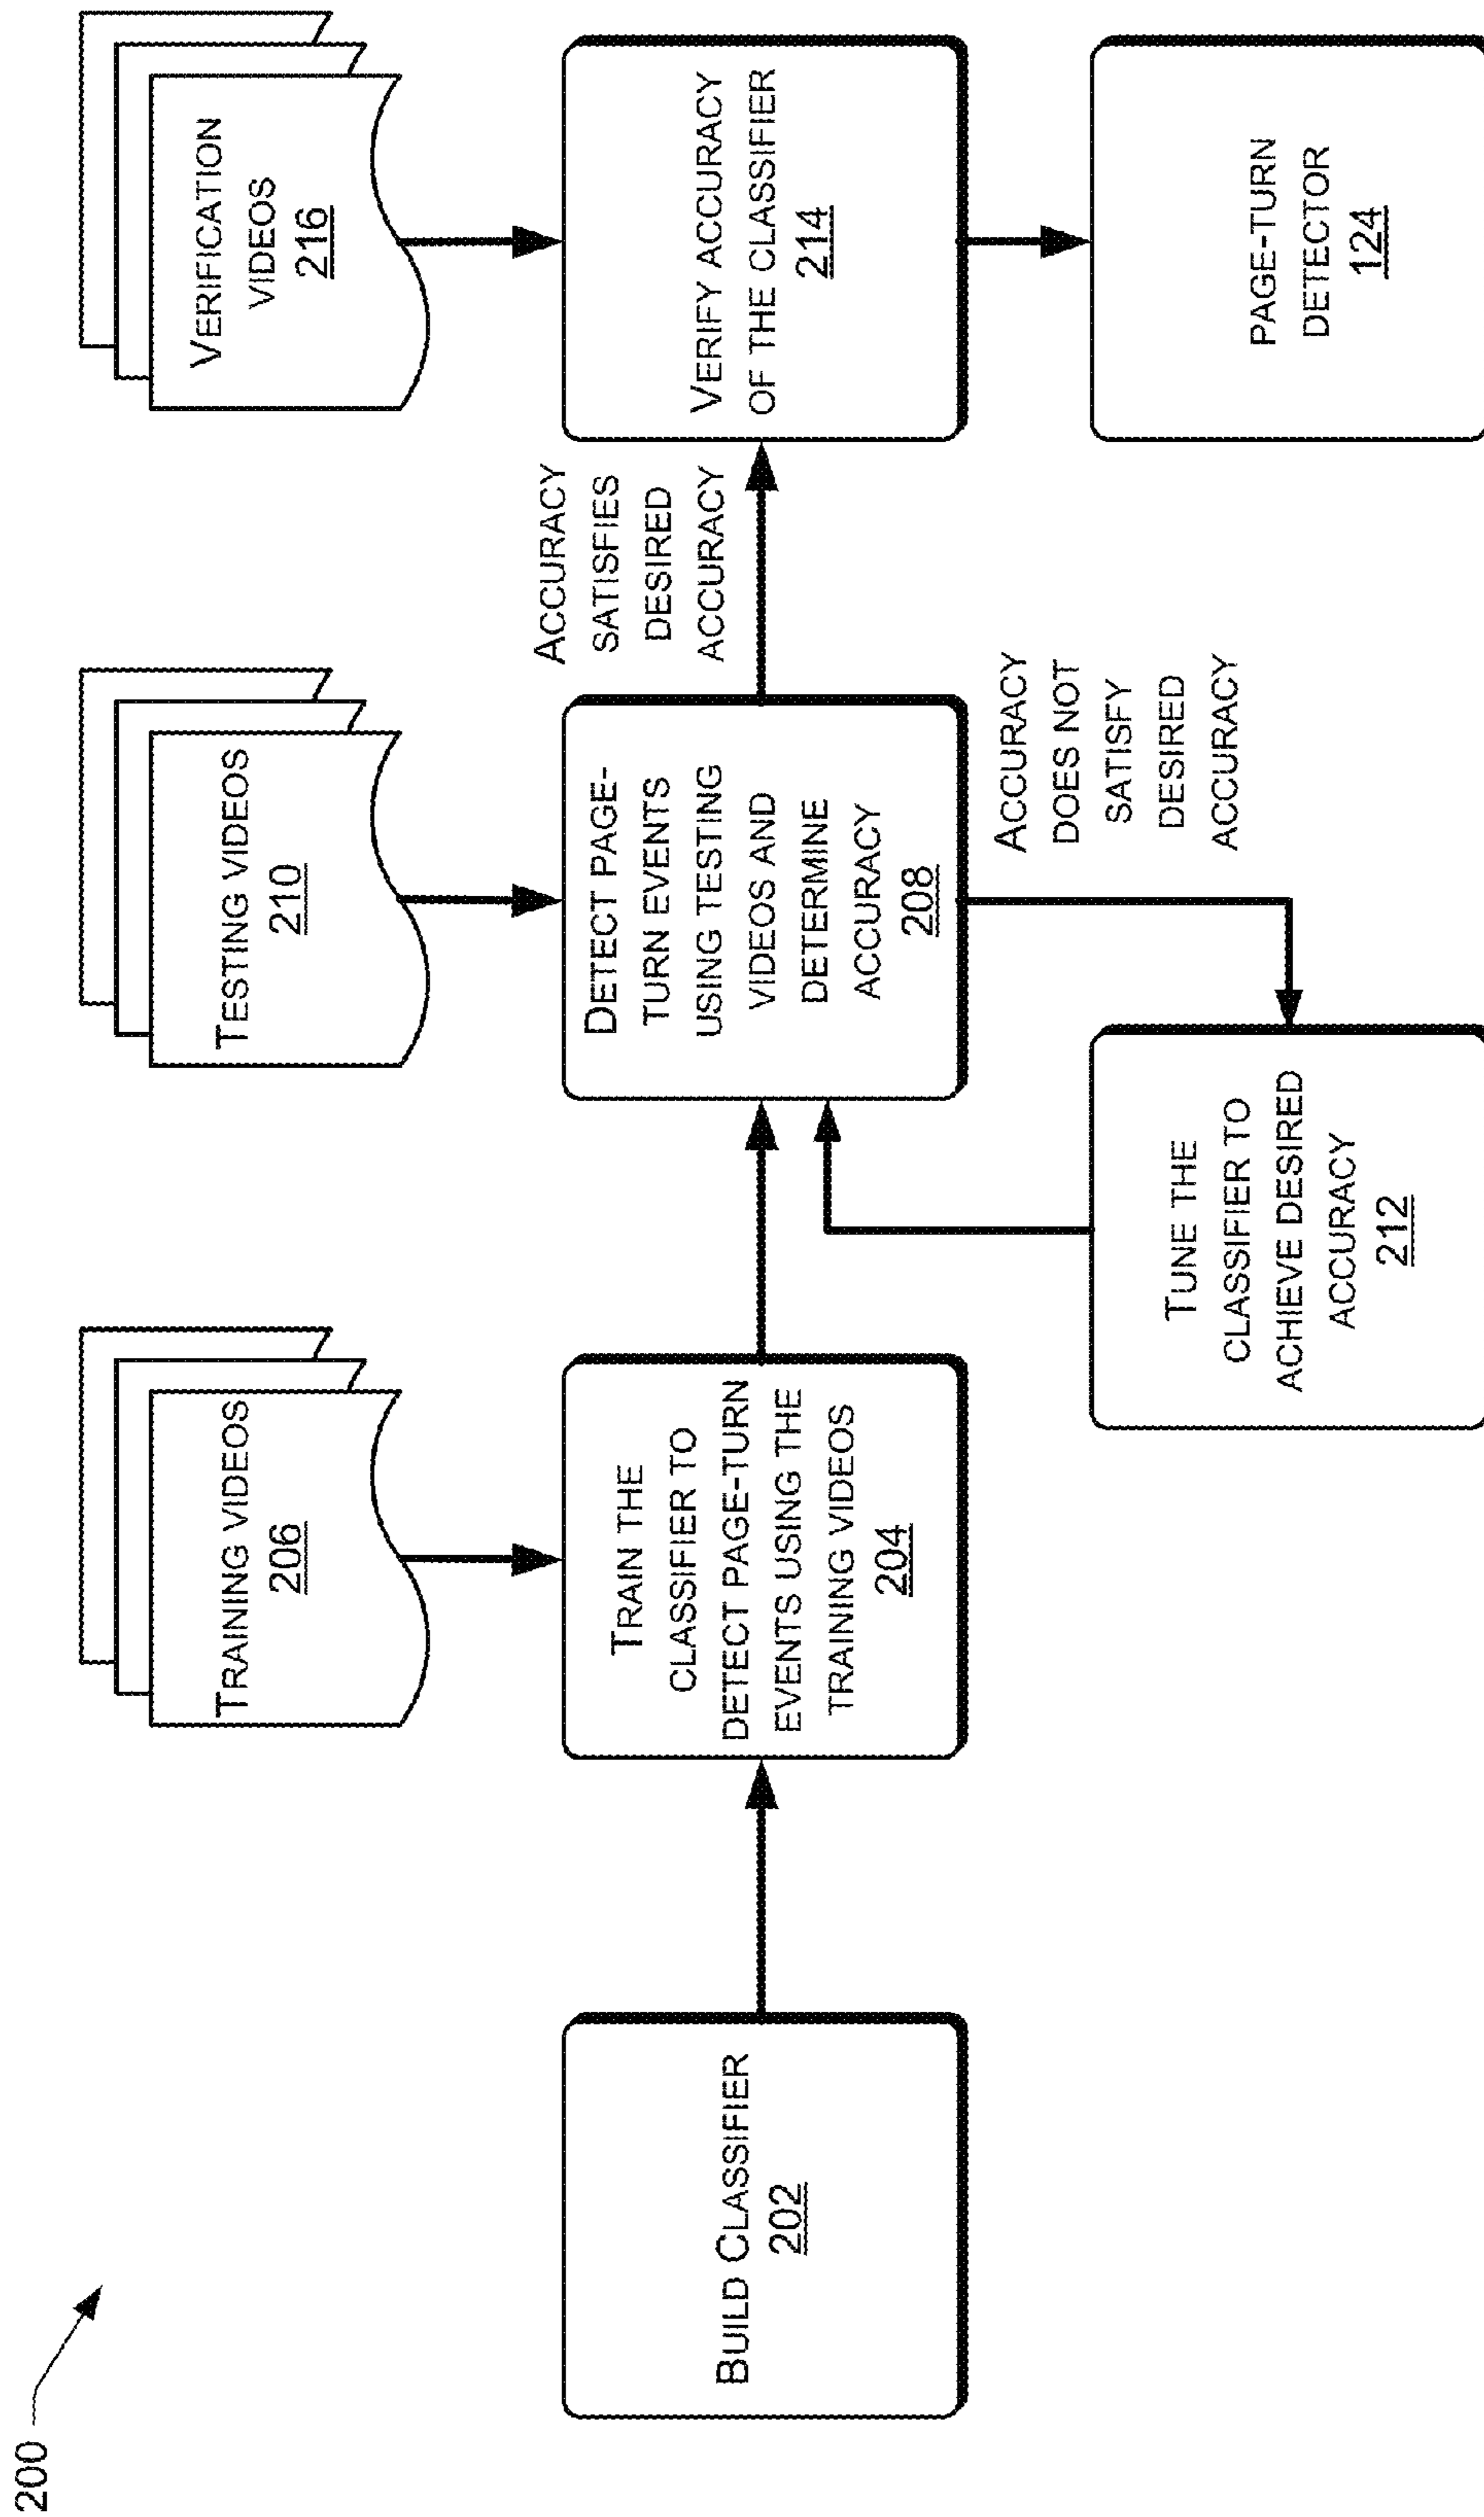 200
TRAINING VIDEOS
206
TESTING VIDEOS
210
VERIFICATION
VIDEOS
216
BUILD CLASSIFIER
202
TRAIN THE
CLASSIFIER TO
DETECT PAGE-TURN
EVENTS USING THE
TRAINING VIDEOS
204
DETECT PAGE-
TURN EVENTS
USING TESTING
VIDEOS AND
DETERMINE
ACCURACY
208
ACCURACY
SATISFIES
DESIRED
ACCURACY
VERIFY ACCURACY
OF THE CLASSIFIER
214
ACCURACY
DOES NOT
SATISFY
DESIRED
ACCURACY
TUNE THE
CLASSIFIER TO
ACHIEVE DESIRED
ACCURACY
212
PAGE-TURN
DETECTOR
124